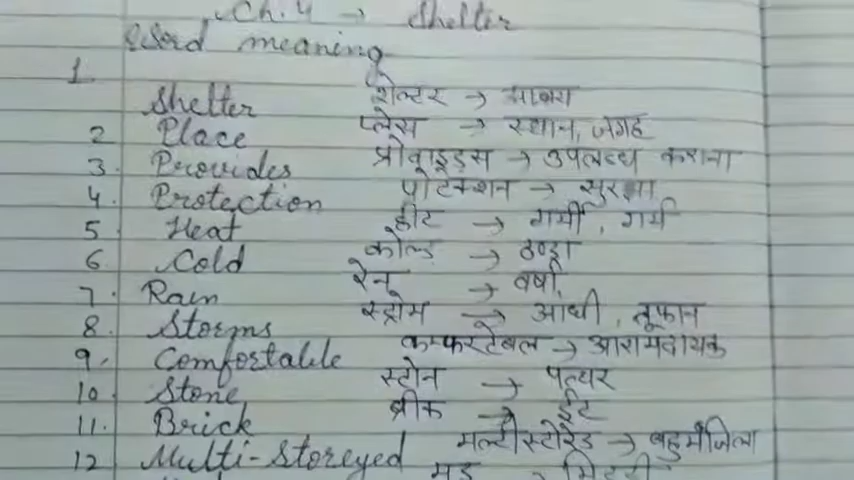 Ch. 4 → Shelter
Word meaning
1 Shelter शेल्टर → आश्रय
2 Place प्लेस → स्थान, जगह
3. Provides प्रोवाइड्स → उपलब्ध कराना
4. Protection प्रोटेक्शन → सुरक्षा
5 Heat हीट → गर्मी, गर्म
6. Cold कोल्ड → ठण्डा
7. Rain रेन → वर्षा,
8. Storms स्ट्रोम → आंधी, तूफान
9. Comfortable कम्फरटेबल → आरामदायक
10. Stone स्टोन → पत्थर
11. Brick ब्रीक → ईंट
12 Multi-Storeyed मल्टीस्टोरेड → बहुमंजिला
मड → मिट्टी